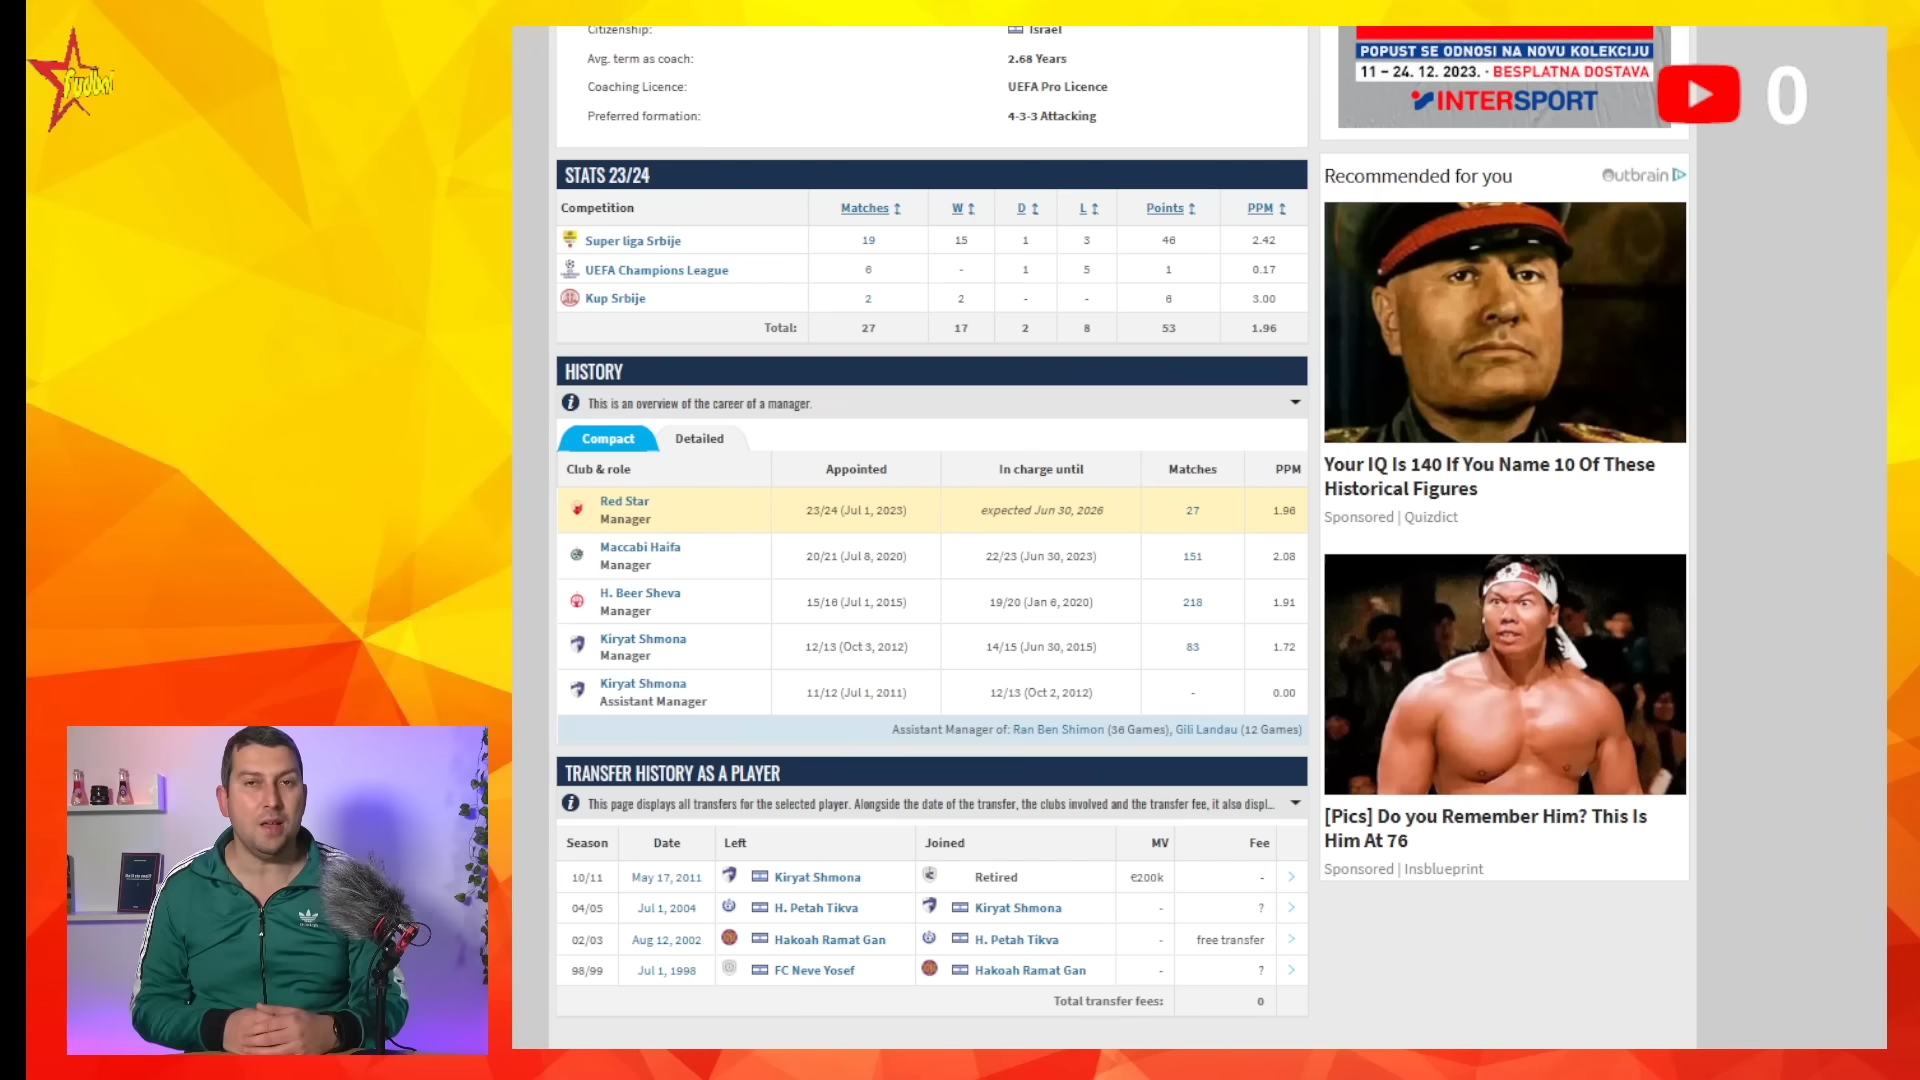 Citizenship: Israel
Avg. term as coach: 2.68 Years
Coaching Licence: UEFA Pro Licence
Preferred formation: 4-3-3 Attacking
STATS 23/24
Competition Matches W D L Points PPM
Super liga Srbije 19 15 1 3 46 2.42
UEFA Champions League 6 - 1 5 1 0.17
Kup Srbije 2 2 - - 6 3.00
Total: 27 17 2 8 53 1.96
HISTORY
This is an overview of the career of a manager.
Compact Detailed
Club & role Appointed In charge until Matches PPM
Red Star
Manager 23/24 (Jul 1, 2023) expected Jun 30, 2026 27 1.96
Maccabi Haifa
Manager 20/21 (Jul 8, 2020) 22/23 (Jun 30, 2023) 151 2.08
H. Beer Sheva
Manager 15/16 (Jul 1, 2015) 19/20 (Jan 6, 2020) 218 1.91
Kiryat Shmona
Manager 12/13 (Oct 3, 2012) 14/15 (Jun 30, 2015) 83 1.72
Kiryat Shmona
Assistant Manager 11/12 (Jul 1, 2011) 12/13 (Oct 2, 2012) - 0.00
Assistant Manager of: Ran Ben Shimon (36 Games), Gili Landau (12 Games)
TRANSFER HISTORY AS A PLAYER
This page displays all transfers for the selected player. Alongside the date of the transfer, the clubs involved and the transfer fee, it also displ...
Season Date Left Joined MV Fee
10/11 May 17, 2011 Kiryat Shmona Retired €200k -
04/05 Jul 1, 2004 H. Petah Tikva Kiryat Shmona - ?
02/03 Aug 12, 2002 Hakoah Ramat Gan H. Petah Tikva - free transfer
98/99 Jul 1, 1998 FC Neve Yosef Hakoah Ramat Gan - ?
Total transfer fees: 0
POPUST SE ODNOSI NA NOVU KOLEKCIJU
11 – 24. 12. 2023. · BESPLATNA DOSTAVA
INTERSPORT
0
Recommended for you
Outbrain
Your IQ Is 140 If You Name 10 Of These
Historical Figures
Sponsored | Quizdict
[Pics] Do you Remember Him? This Is
Him At 76
Sponsored | Insblueprint
adidas